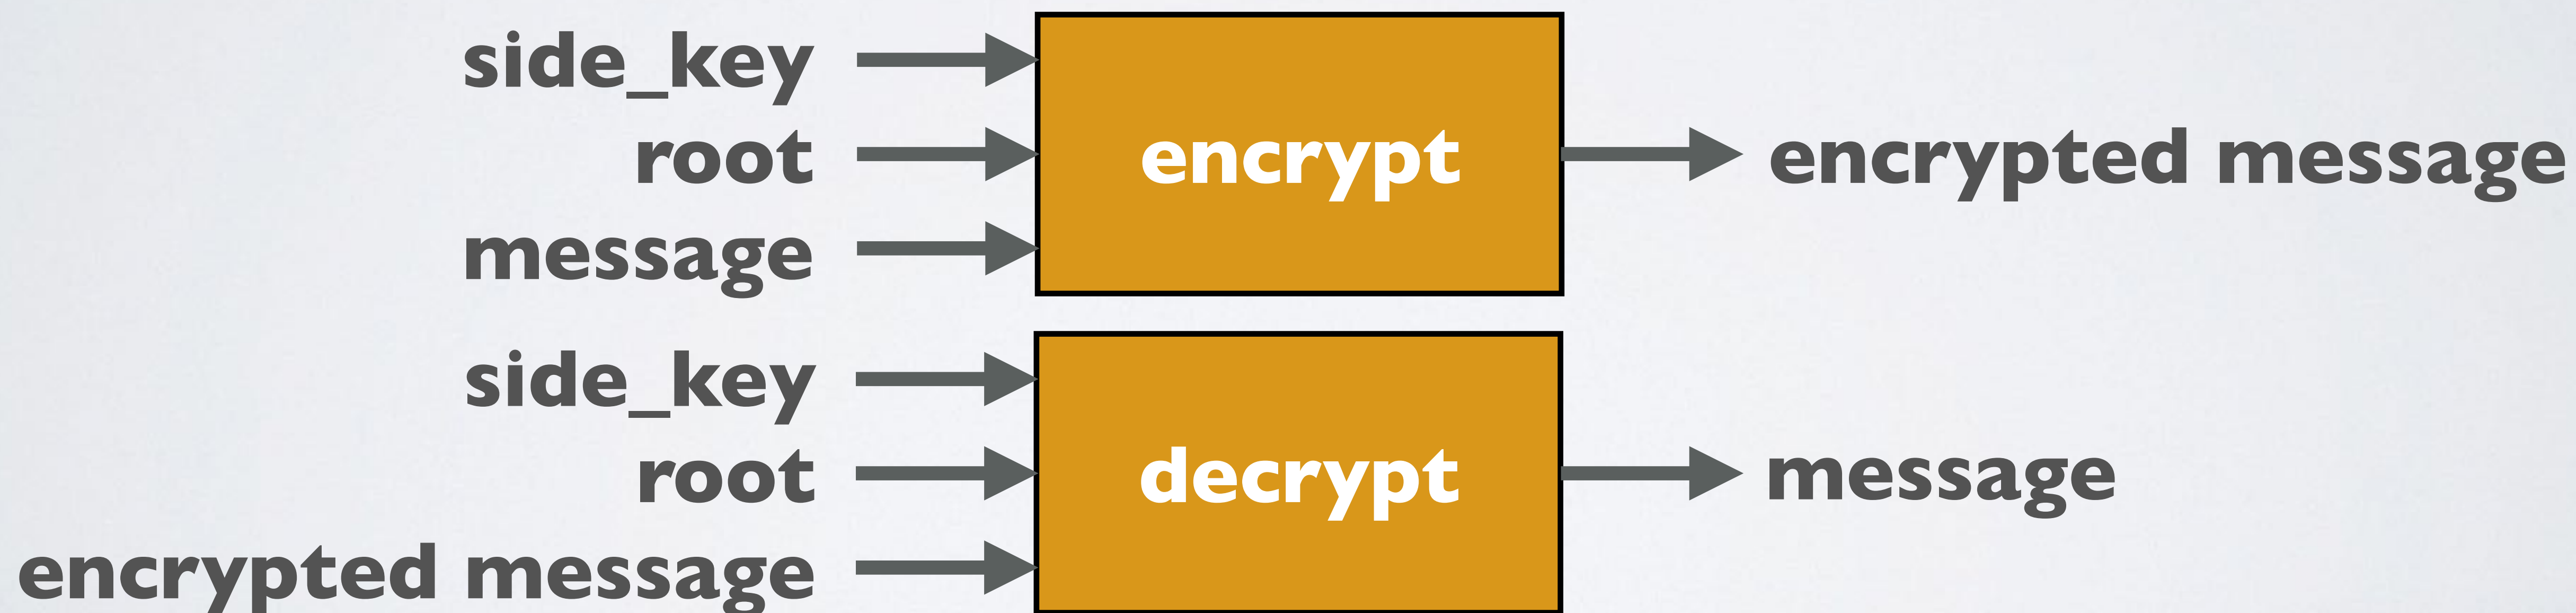 side_key
root
message
encrypt
encrypted message
side_key
root
encrypted message
decrypt
message